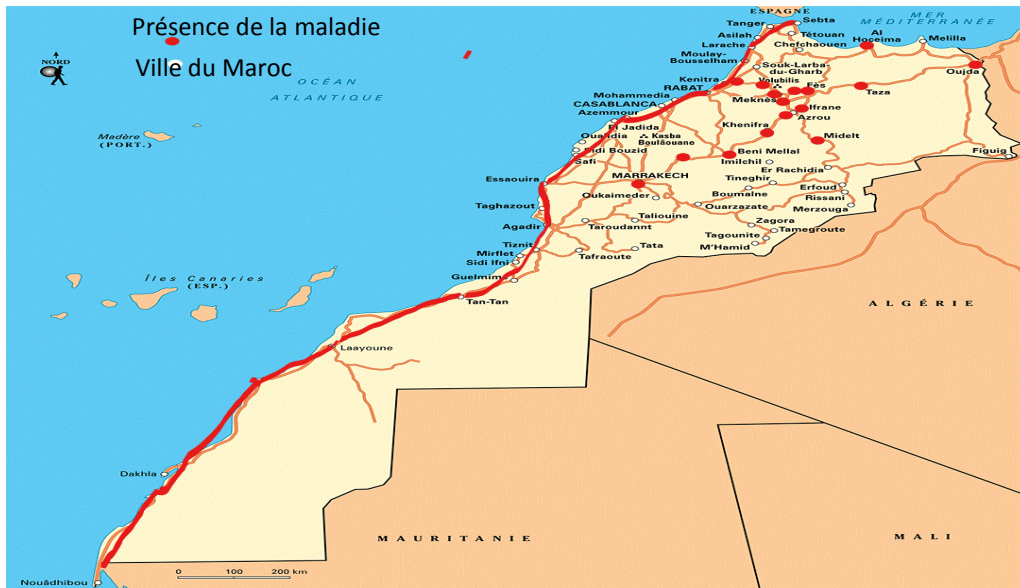 Présence de la maladie
Ville du Maroc
NORD
OCÉAN
ATLANTIQUE
MER
MÉDITERRANÉE
ESPAGNE
Tanger
Sebta
Asilah
Tétouan
Larache
Chefchaouen
Al
Hoceima
Melilla
Moulay-
Bousselham
Souk-Larba-
du-Gharb
Oujda
Kenitra
Volubilis
Fès
RABAT
Taza
Mohammedia
Meknès
CASABLANCA
Ifrane
Azemmour
Azrou
El Jadida
Khenifra
Oualidia
Kasba
Boulâouane
Midelt
Sidi Bouzid
Beni Mellal
Figuig
Safi
Imilchil
Er Rachidia
MARRAKECH
Tineghir
Essaouira
Erfoud
Oukaimeder
Boumalne
Rissani
Taghazout
Ouarzazate
Merzouga
Taliouine
Zagora
Agadir
Taroudannt
Tamegroute
Tagounite
Tiznit
Tata
M'Hamid
Mirflet
Tafraoute
Sidi Ifni
Guelmim
Tan-Tan
Madère
(PORT.)
Îles Canaries
(ESP.)
ALGÉRIE
Laayoune
Dakhla
MAURITANIE
MALI
Nouâdhibou
0 100 200 km